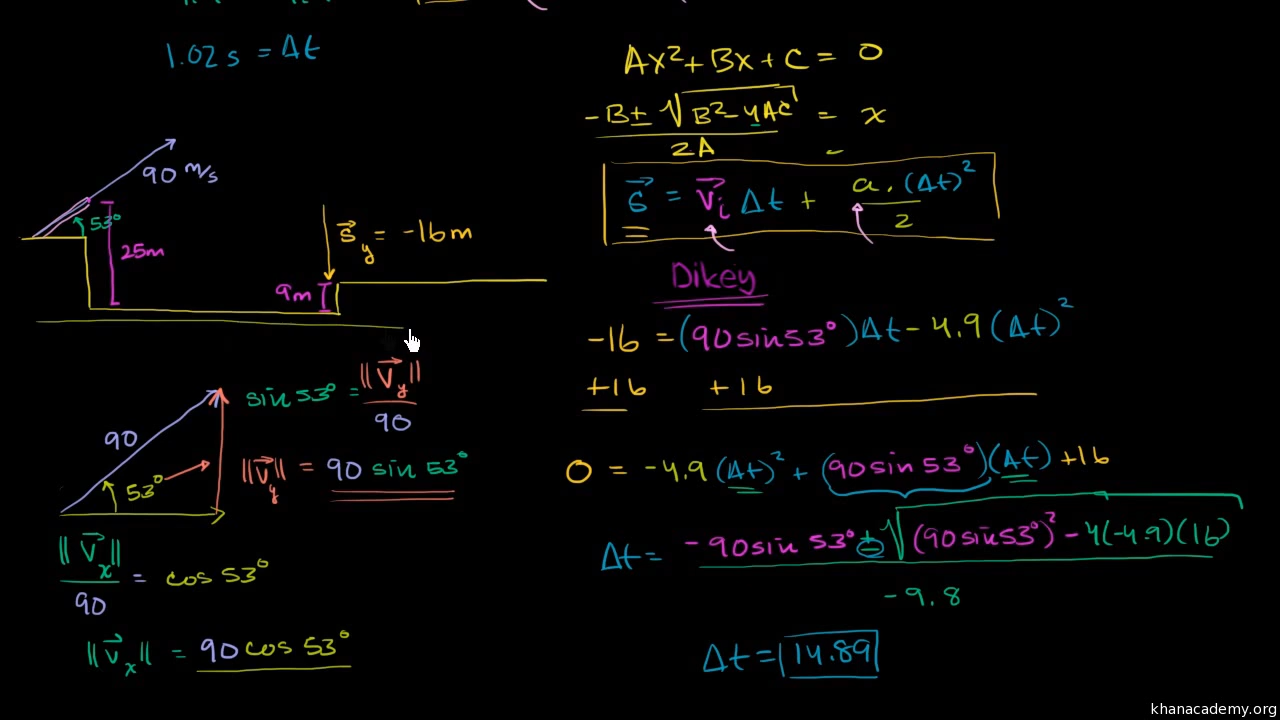 1.02 s = Δt
90 m/s
53°
25m
s⃗y = -16m
9m
90
53°
sin 53° = ||v⃗y|| / 90
||v⃗y|| = 90 sin 53°
||v⃗x|| / 90 = cos 53°
||v⃗x|| = 90 cos 53°
Ax² + Bx + C = 0
-B ± √(B² - 4AC) / 2A = x
s⃗ = v⃗i Δt + a · (Δt)² / 2
Dikey
-16 = (90 sin 53°) Δt - 4.9 (Δt)²
+16 +16
0 = -4.9 (Δt)² + (90 sin 53°)(Δt) + 16
Δt = -90 sin 53° ± √((90 sin 53°)² - 4(-4.9)(16)) / -9.8
Δt = 14.89
khanacademy.org